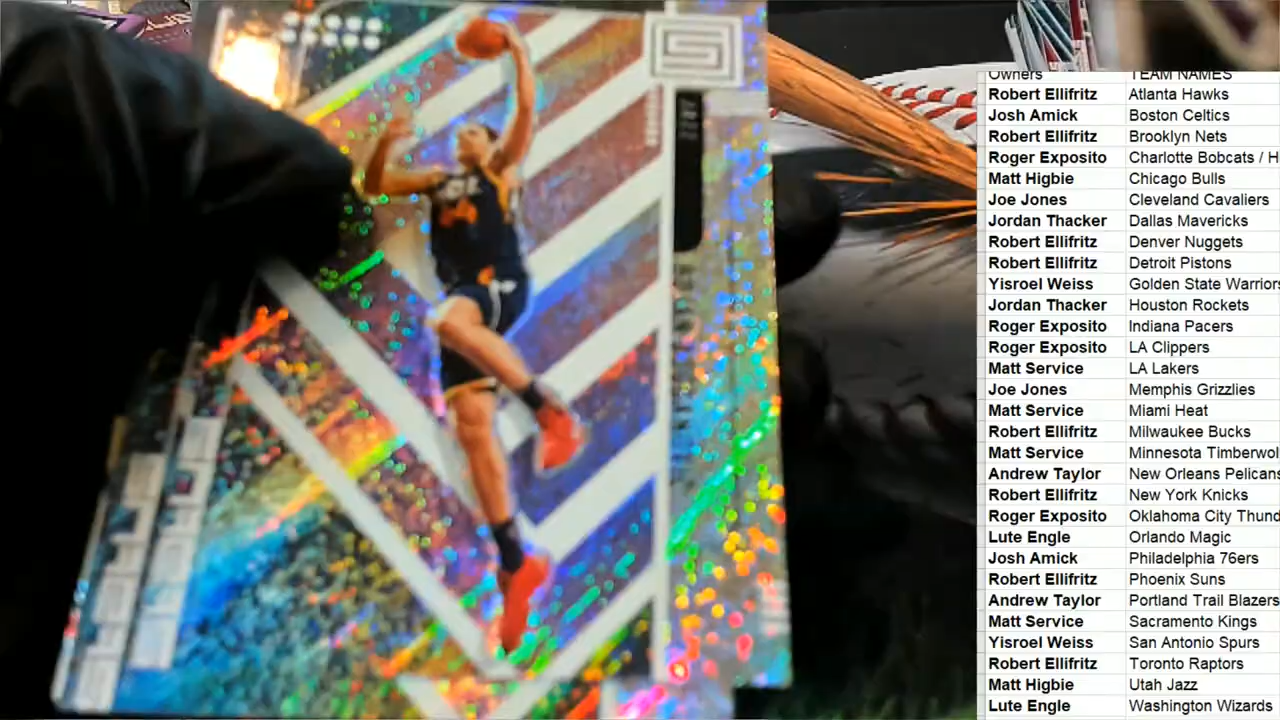 Owners TEAM NAMES
Robert Ellifritz Atlanta Hawks
Josh Amick Boston Celtics
Robert Ellifritz Brooklyn Nets
Roger Exposito Charlotte Bobcats / H
Matt Higbie Chicago Bulls
Joe Jones Cleveland Cavaliers
Jordan Thacker Dallas Mavericks
Robert Ellifritz Denver Nuggets
Robert Ellifritz Detroit Pistons
Yisroel Weiss Golden State Warriors
Jordan Thacker Houston Rockets
Roger Exposito Indiana Pacers
Roger Exposito LA Clippers
Matt Service LA Lakers
Joe Jones Memphis Grizzlies
Matt Service Miami Heat
Robert Ellifritz Milwaukee Bucks
Matt Service Minnesota Timberwol
Andrew Taylor New Orleans Pelicans
Robert Ellifritz New York Knicks
Roger Exposito Oklahoma City Thund
Lute Engle Orlando Magic
Josh Amick Philadelphia 76ers
Robert Ellifritz Phoenix Suns
Andrew Taylor Portland Trail Blazers
Matt Service Sacramento Kings
Yisroel Weiss San Antonio Spurs
Robert Ellifritz Toronto Raptors
Matt Higbie Utah Jazz
Lute Engle Washington Wizards